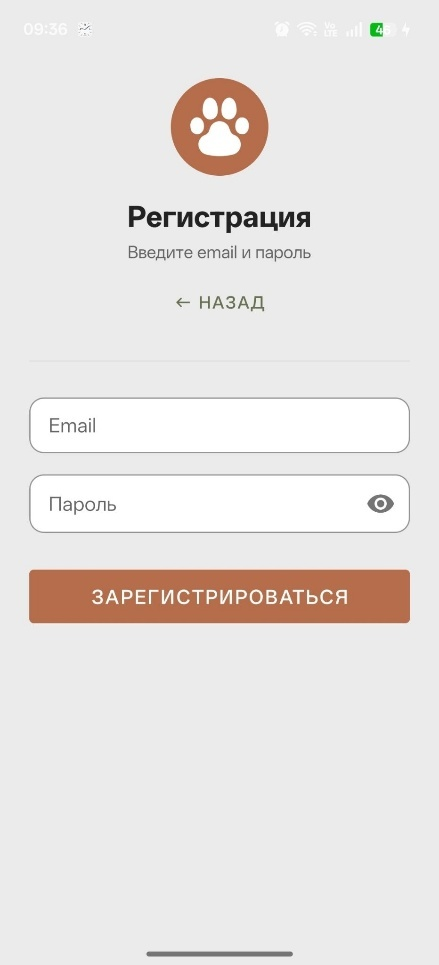 09:36
Регистрация
Введите email и пароль
← НАЗАД
Email
Пароль
ЗАРЕГИСТРИРОВАТЬСЯ